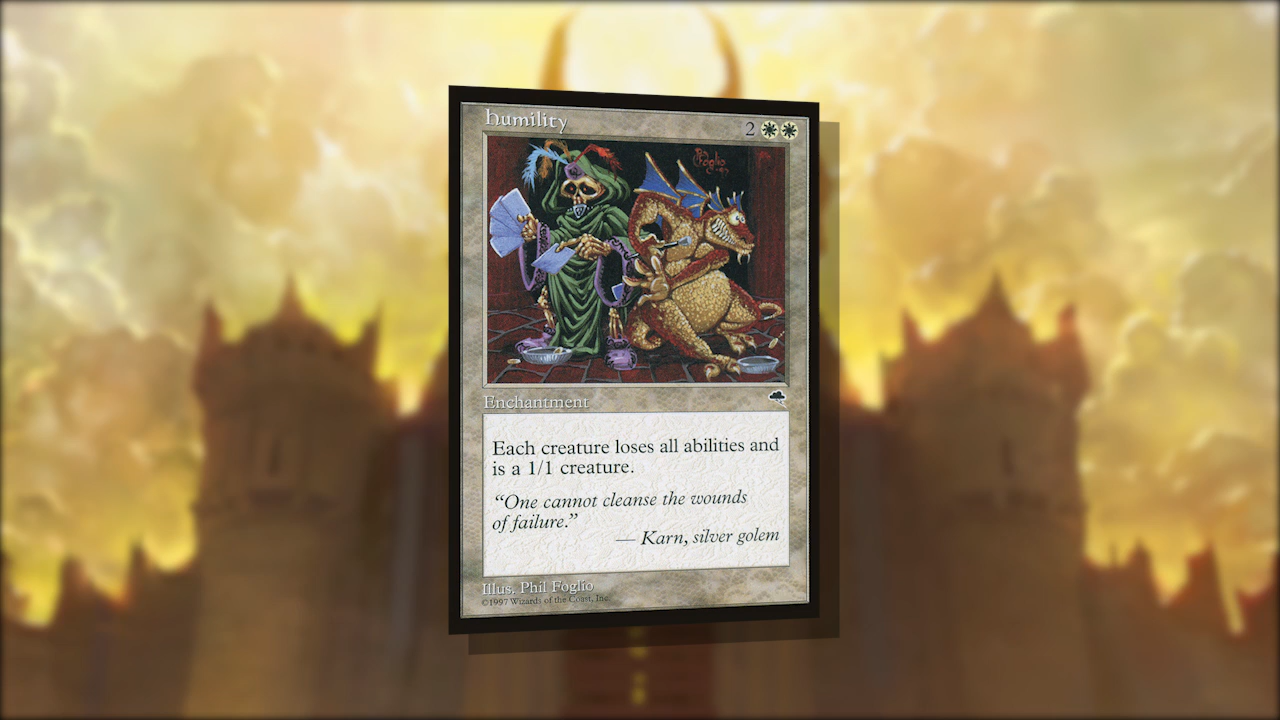 Humility
2
Foglio
Enchantment
Each creature loses all abilities and
is a 1/1 creature.
“One cannot cleanse the wounds
of failure.”
— Karn, silver golem
Illus. Phil Foglio
©1997 Wizards of the Coast, Inc.